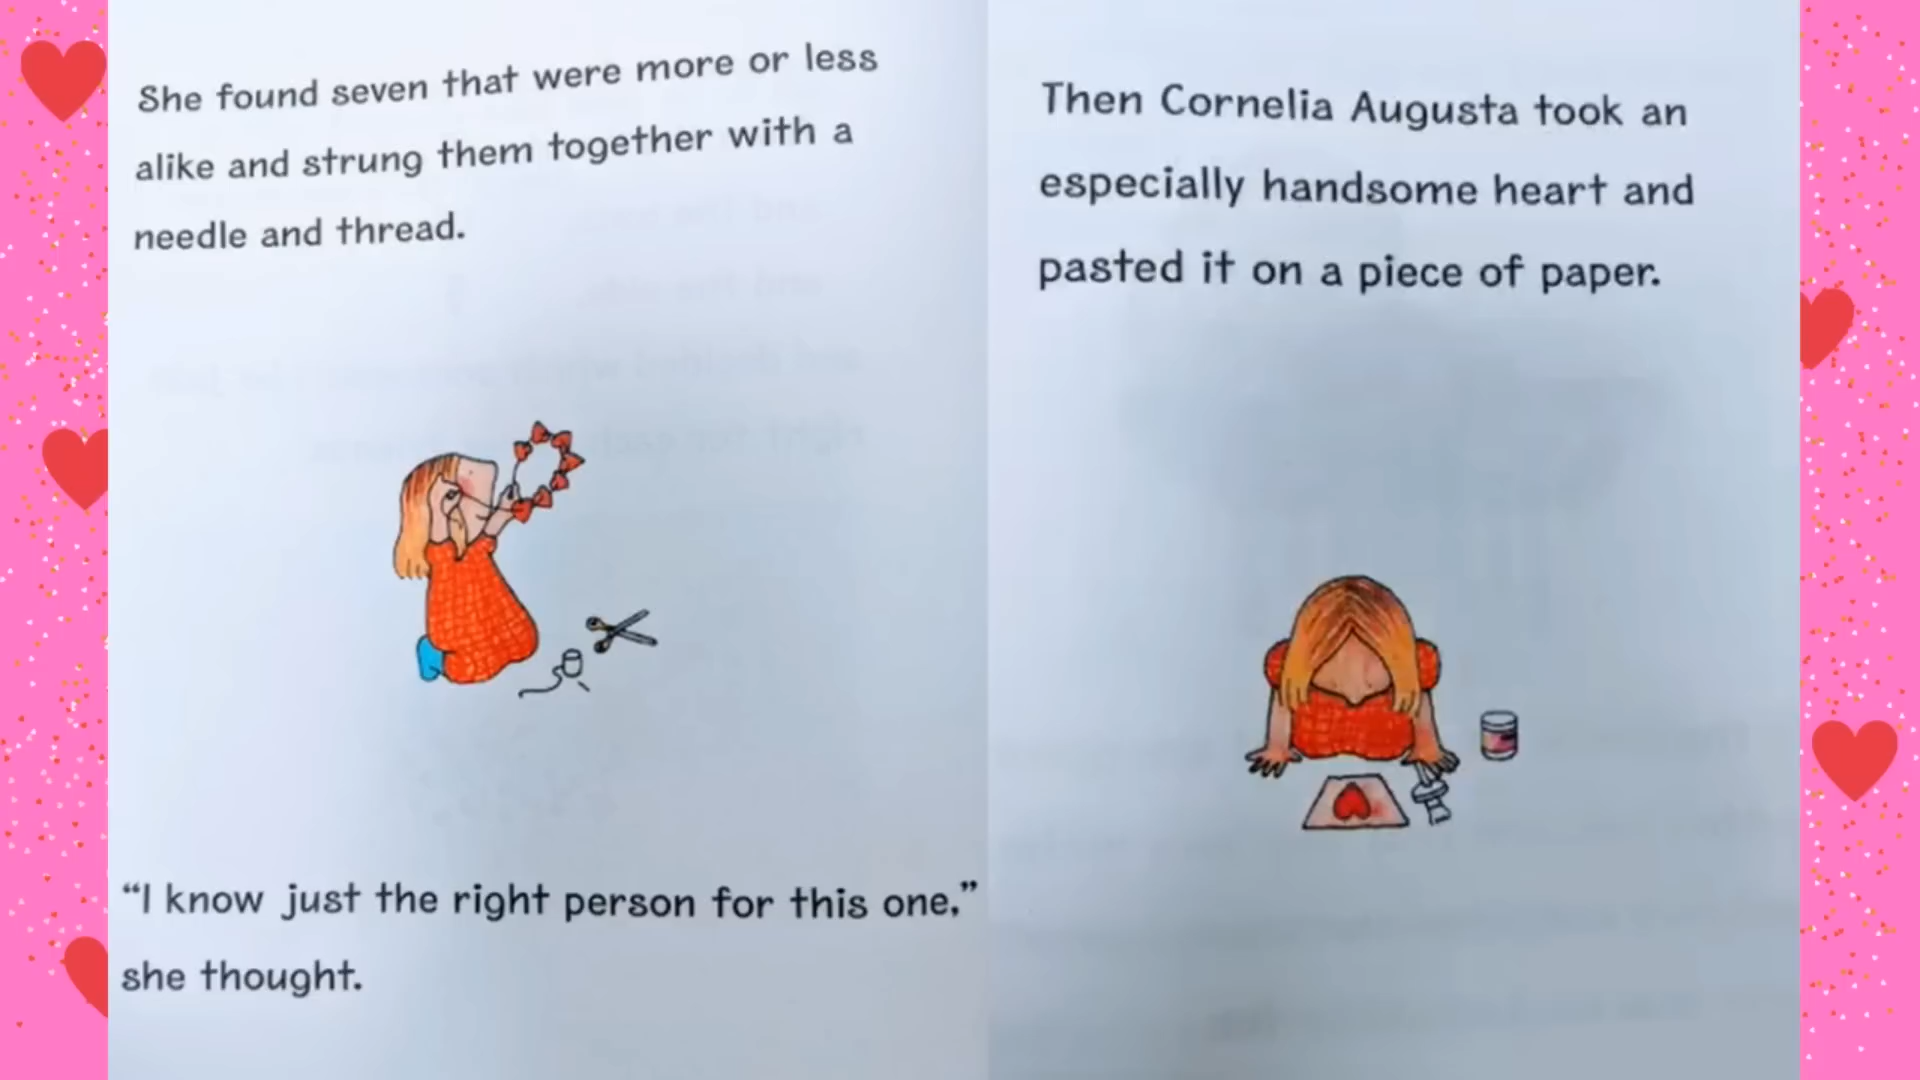 She found seven that were more or less
alike and strung them together with a
needle and thread.
“I know just the right person for this one,”
she thought.
Then Cornelia Augusta took an
especially handsome heart and
pasted it on a piece of paper.